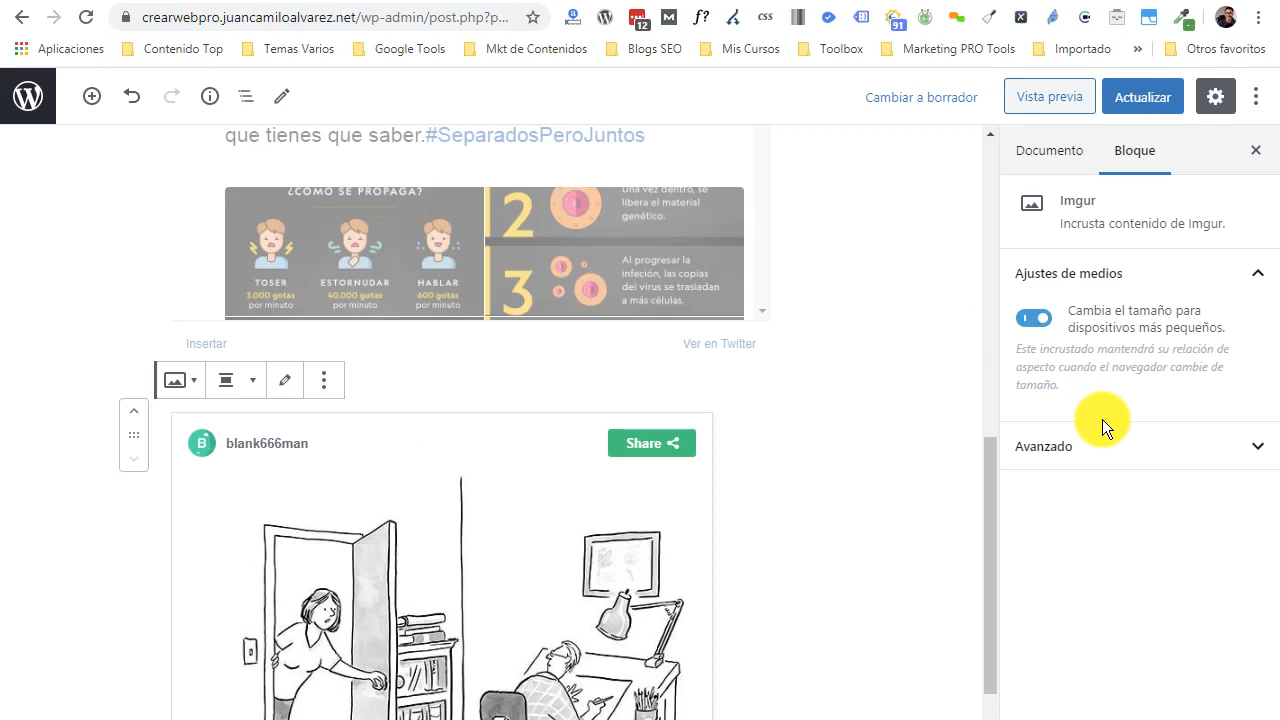 crearwebpro.juancamiloalvarez.net/wp-admin/post.php?p...
12
f?
css
91
Aplicaciones
Contenido Top
Temas Varios
Google Tools
Mkt de Contenidos
Blogs SEO
Mis Cursos
Toolbox
Marketing PRO Tools
Importado
»
Otros favoritos
Cambiar a borrador
Vista previa
Actualizar
que tienes que saber.#SeparadosPeroJuntos
¿CÓMO SE PROPAGA?
TOSER
3.000 gotas
por minuto
ESTORNUDAR
40.000 gotas
por minuto
HABLAR
600 gotas
por minuto
2
Una vez dentro, se
libera el material
genético.
3
Al progresar la
infeción, las copias
del virus se trasladan
a más células.
Insertar
Ver en Twitter
B
blank666man
Share
Documento
Bloque
Imgur
Incrusta contenido de Imgur.
Ajustes de medios
Cambia el tamaño para
dispositivos más pequeños.
Este incrustado mantendrá su relación de
aspecto cuando el navegador cambie de
tamaño.
Avanzado